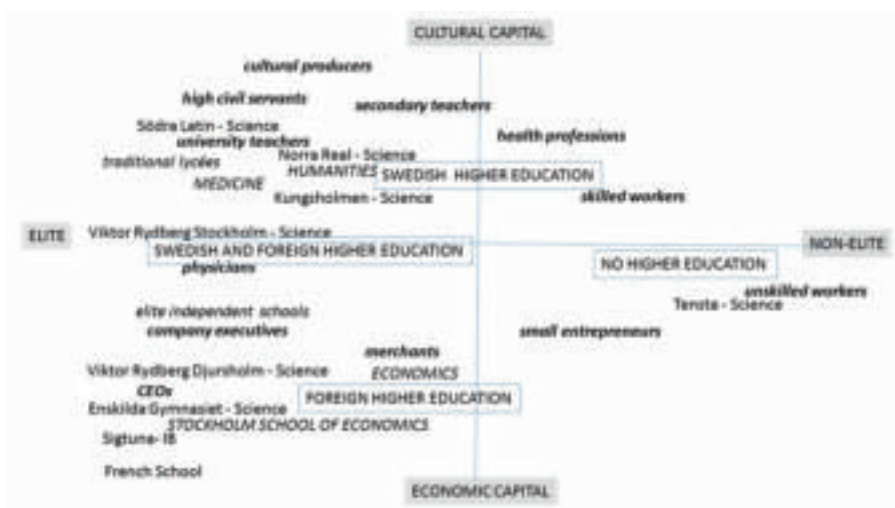 CULTURAL CAPITAL
cultural producers
high civil servants
secondary teachers
Södra Latin - Science
university teachers
health professions
Norra Real - Science
traditional lycées
HUMANITIES
SWEDISH HIGHER EDUCATION
MEDICINE
Kungsholmen - Science
skilled workers
ELITE
Viktor Rydberg Stockholm - Science
NON-ELITE
SWEDISH AND FOREIGN HIGHER EDUCATION
physicians
NO HIGHER EDUCATION
unskilled workers
Tensta - Science
elite independent schools
company executives
small entrepreneurs
merchants
Viktor Rydberg Djursholm - Science
ECONOMICS
CEOs
FOREIGN HIGHER EDUCATION
Enskilda Gymnasiet - Science
STOCKHOLM SCHOOL OF ECONOMICS
Sigtuna- IB
French School
ECONOMIC CAPITAL